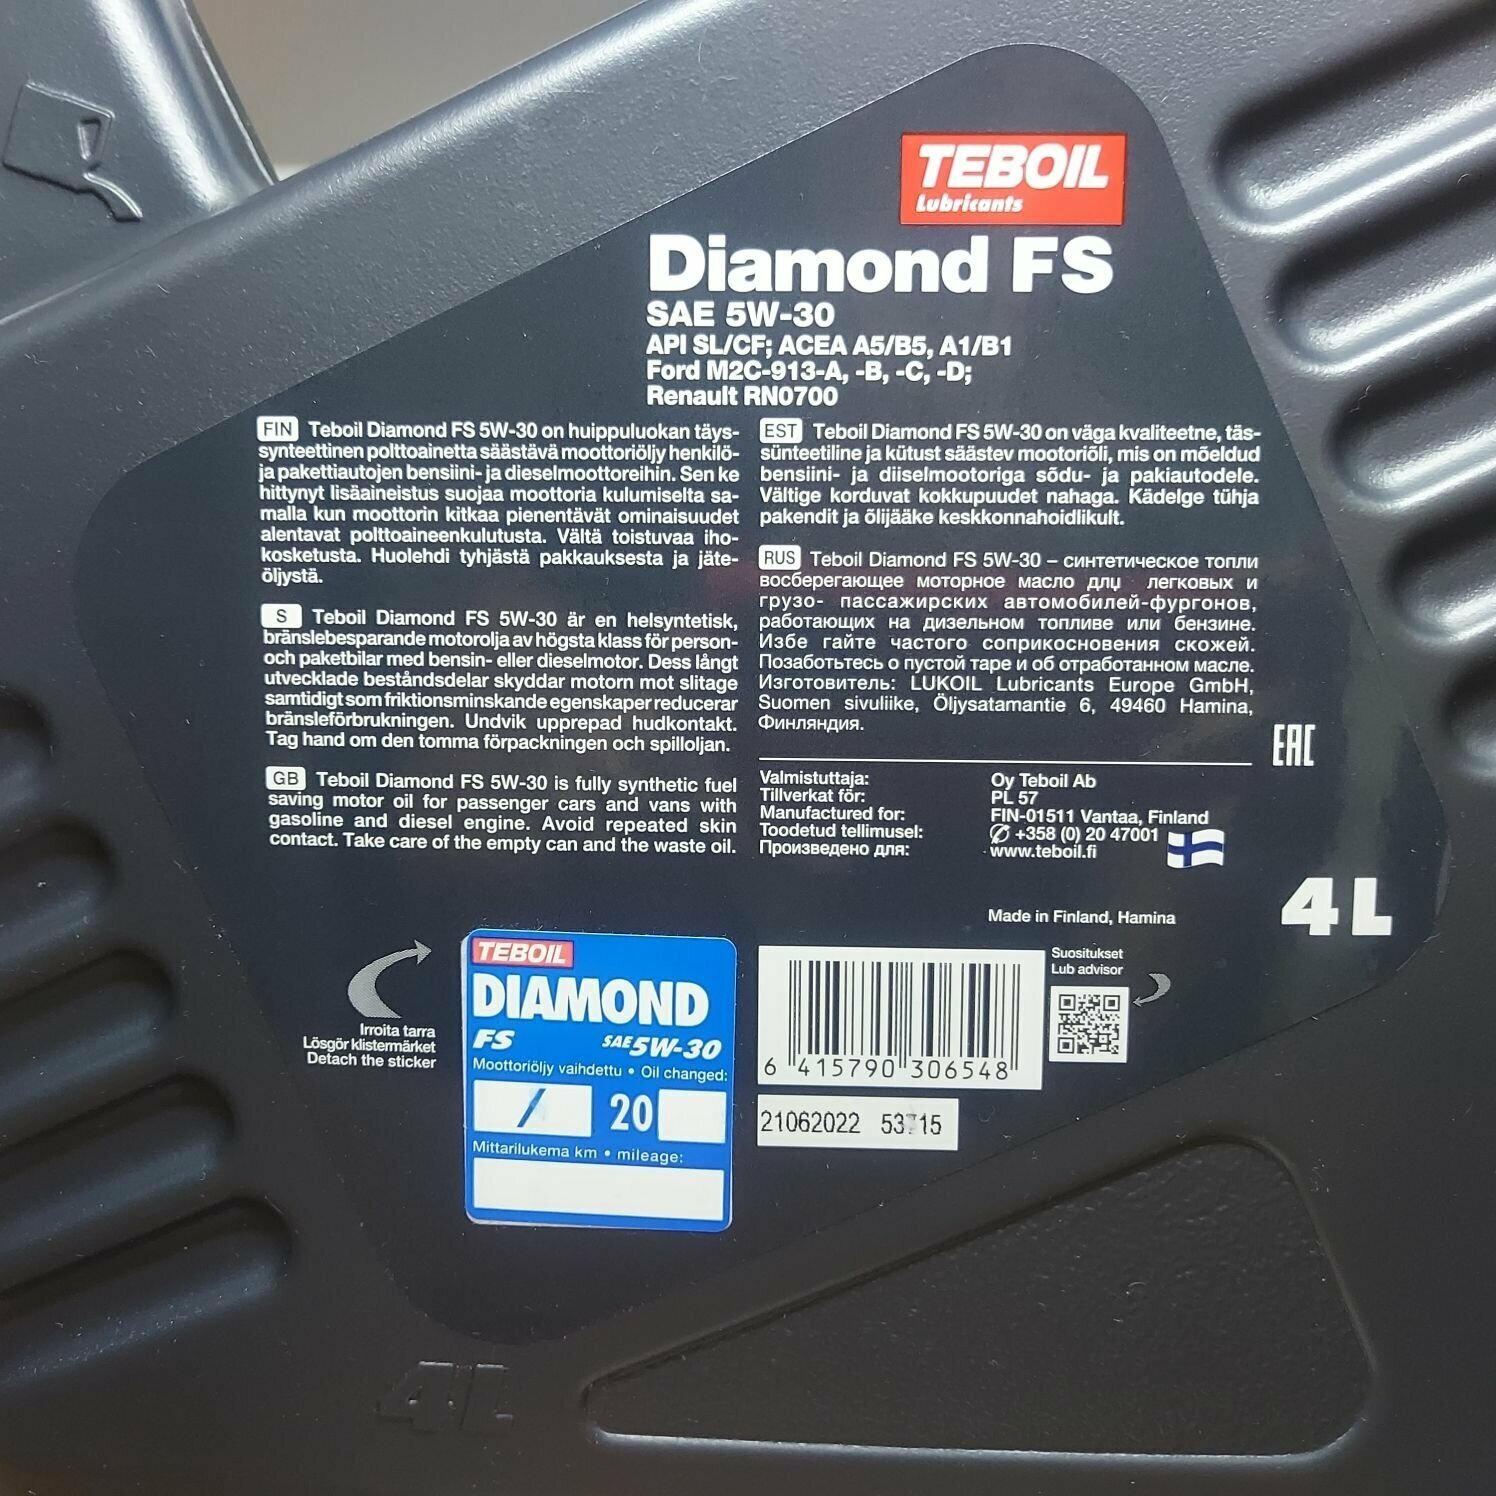 TEBOIL
Lubricants
Diamond FS
SAE 5W-30
API SL/CF; ACEA A5/B5, A1/B1
Ford M2C-913-A, -B, -C, -D;
Renault RN0700
FIN Teboil Diamond FS 5W-30 on huippuluokan täys-
synteettinen polttoainetta säästävä moottoriöljy henkilö-
ja pakettiautojen bensiini- ja dieselmoottoreihin. Sen ke
hittynyt lisäaineistus suojaa moottoria kulumiselta sa-
malla kun moottorin kitkaa pienentävät ominaisuudet
alentavat polttoaineenkulutusta. Vältä toistuvaa iho-
kosketusta. Huolehdi tyhjästä pakkauksesta ja jäte-
öljystä.
S Teboil Diamond FS 5W-30 är en helsyntetisk,
bränslebesparande motorolja av högsta klass för person-
och paketbilar med bensin- eller dieselmotor. Dess långt
utvecklade beståndsdelar skyddar motorn mot slitage
samtidigt som friktionsminskande egenskaper reducerar
bränsleförbrukningen. Undvik upprepad hudkontakt.
Tag hand om den tomma förpackningen och spilloljan.
GB Teboil Diamond FS 5W-30 is fully synthetic fuel
saving motor oil for passenger cars and vans with
gasoline and diesel engine. Avoid repeated skin
contact. Take care of the empty can and the waste oil.
EST Teboil Diamond FS 5W-30 on väga kvaliteetne, täs-
sünteetiline ja kütust säästev mootoriõli, mis on mõeldud
bensiini- ja diiselmootoriga sõdu- ja pakiautodele.
Vältige korduvat kokkupuudet nahaga. Kädelge tühja
pakendit ja õlijääke keskkonnahoidlikult.
RUS Teboil Diamond FS 5W-30 – синтетическое топли
восберегающее моторное масло длџ легковых и
грузо- пассажирских автомобилей-фургонов,
работающих на дизельном топливе или бензине.
Избе гайте частого соприкосновения скожей.
Позаботьтесь о пустой таре и об отработанном масле.
Изготовитель: LUKOIL Lubricants Europe GmbH,
Suomen sivuliike, Öljysatamantie 6, 49460 Hamina,
Финляндия.
EAC
Valmistuttaja: Oy Teboil Ab
Tillverkat för: PL 57
Manufactured for: FIN-01511 Vantaa, Finland
Toodetud tellimusel: +358 (0) 20 47001
Произведено для: www.teboil.fi
Made in Finland, Hamina
4 L
Irroita tarra
Lösgör klistermärket
Detach the sticker
TEBOIL
DIAMOND
FS SAE 5W-30
Moottoriöljy vaihdettu • Oil changed:
/ 20
Mittarilukema km • mileage:
Suositukset
Lub advisor
6 415790 306548
21062022 53715
4L